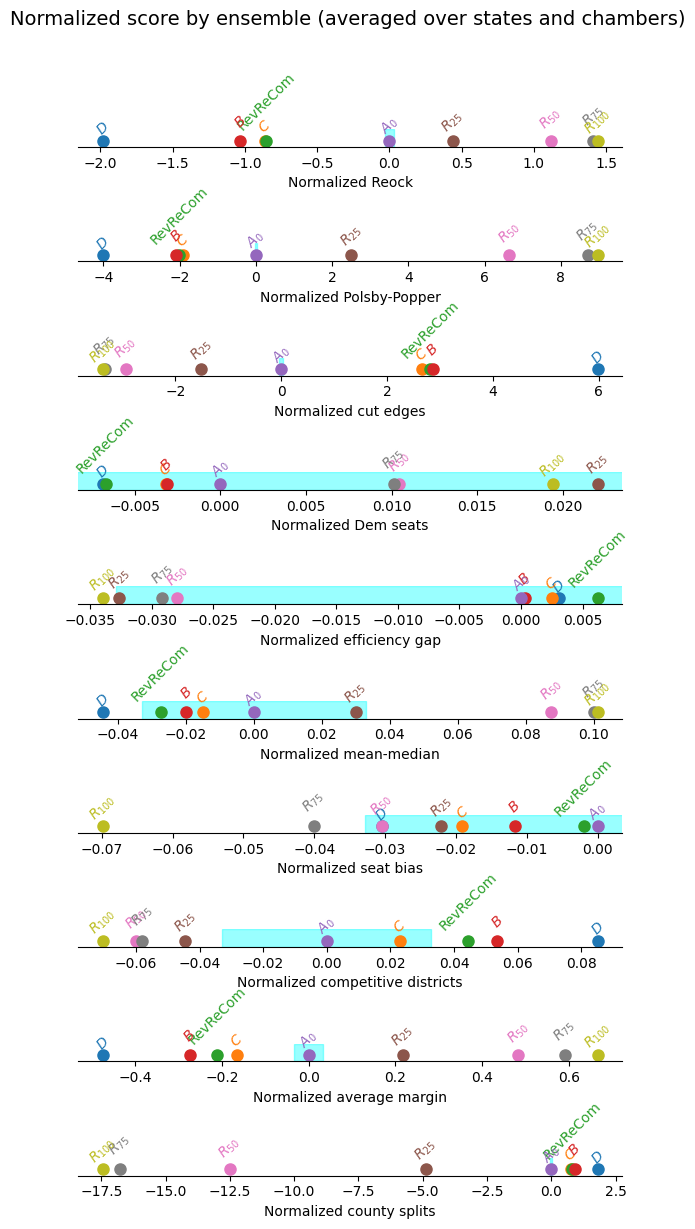 Normalized score by ensemble (averaged over states and chambers)
D B RevReCom C A0 R25 R50 R75 R100
−2.0 −1.5 −1.0 −0.5 0.0 0.5 1.0 1.5
Normalized Reock
D RevReCom B C A0 R25 R50 R75 R100
−4 −2 0 2 4 6 8
Normalized Polsby-Popper
R100 R75 R50 R25 A0 C RevReCom B D
−2 0 2 4 6
Normalized cut edges
RevReCom D B C A0 R75 R50 R100 R25
−0.005 0.000 0.005 0.010 0.015 0.020
Normalized Dem seats
R100 R25 R75 R50 A0 B C D RevReCom
−0.035 −0.030 −0.025 −0.020 −0.015 −0.010 −0.005 0.000 0.005
Normalized efficiency gap
D RevReCom B C A0 R25 R50 R75 R100
−0.04 −0.02 0.00 0.02 0.04 0.06 0.08 0.10
Normalized mean-median
R100 R75 R50 D R25 C B RevReCom A0
−0.07 −0.06 −0.05 −0.04 −0.03 −0.02 −0.01 0.00
Normalized seat bias
R100 R50 R75 R25 A0 C RevReCom B D
−0.06 −0.04 −0.02 0.00 0.02 0.04 0.06 0.08
Normalized competitive districts
D B RevReCom C A0 R25 R50 R75 R100
−0.4 −0.2 0.0 0.2 0.4 0.6
Normalized average margin
R100 R75 R50 R25 A0 C RevReCom B D
−17.5 −15.0 −12.5 −10.0 −7.5 −5.0 −2.5 0.0 2.5
Normalized county splits